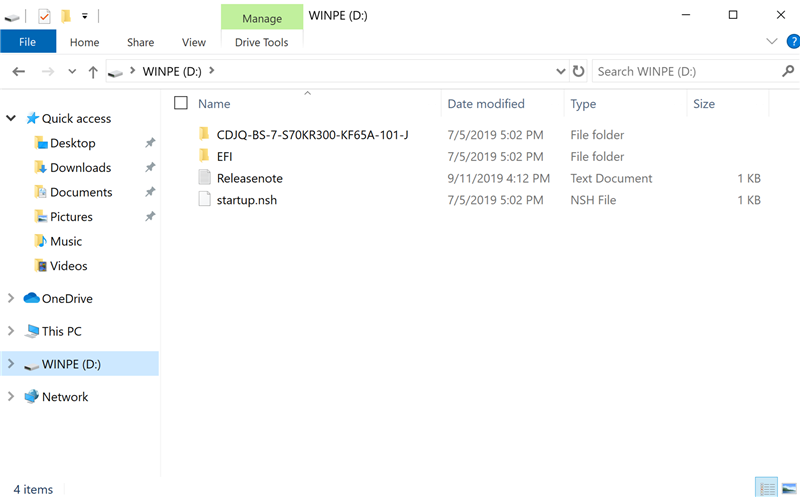 Manage
WINPE (D:)
File
Home
Share
View
Drive Tools
?
WINPE (D:)
Search WINPE (D:)
Name
Date modified
Type
Size
Quick access
Desktop
Downloads
Documents
Pictures
Music
Videos
OneDrive
This PC
WINPE (D:)
Network
CDJQ-BS-7-S70KR300-KF65A-101-J 7/5/2019 5:02 PM File folder
EFI 7/5/2019 5:02 PM File folder
Releasenote 9/11/2019 4:12 PM Text Document 1 KB
startup.nsh 7/5/2019 5:02 PM NSH File 1 KB
4 items